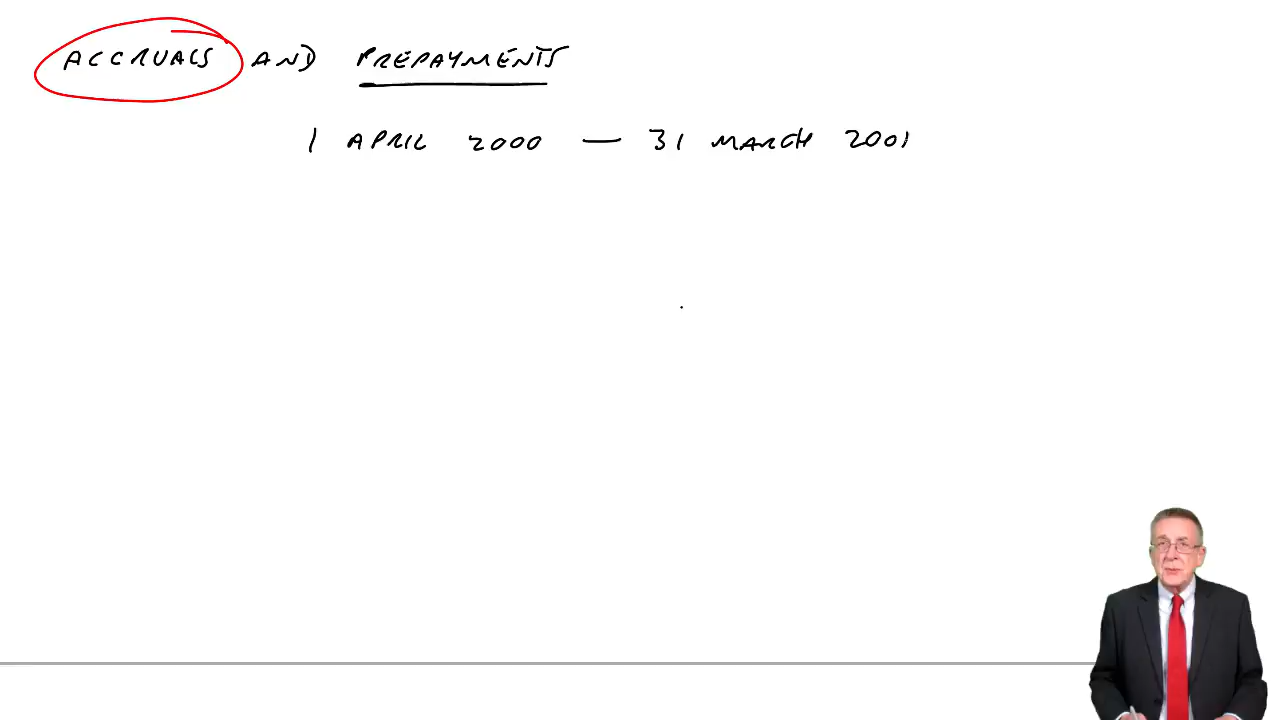 ACCRUALS AND PREPAYMENTS
1 APRIL 2000 — 31 MARCH 2001